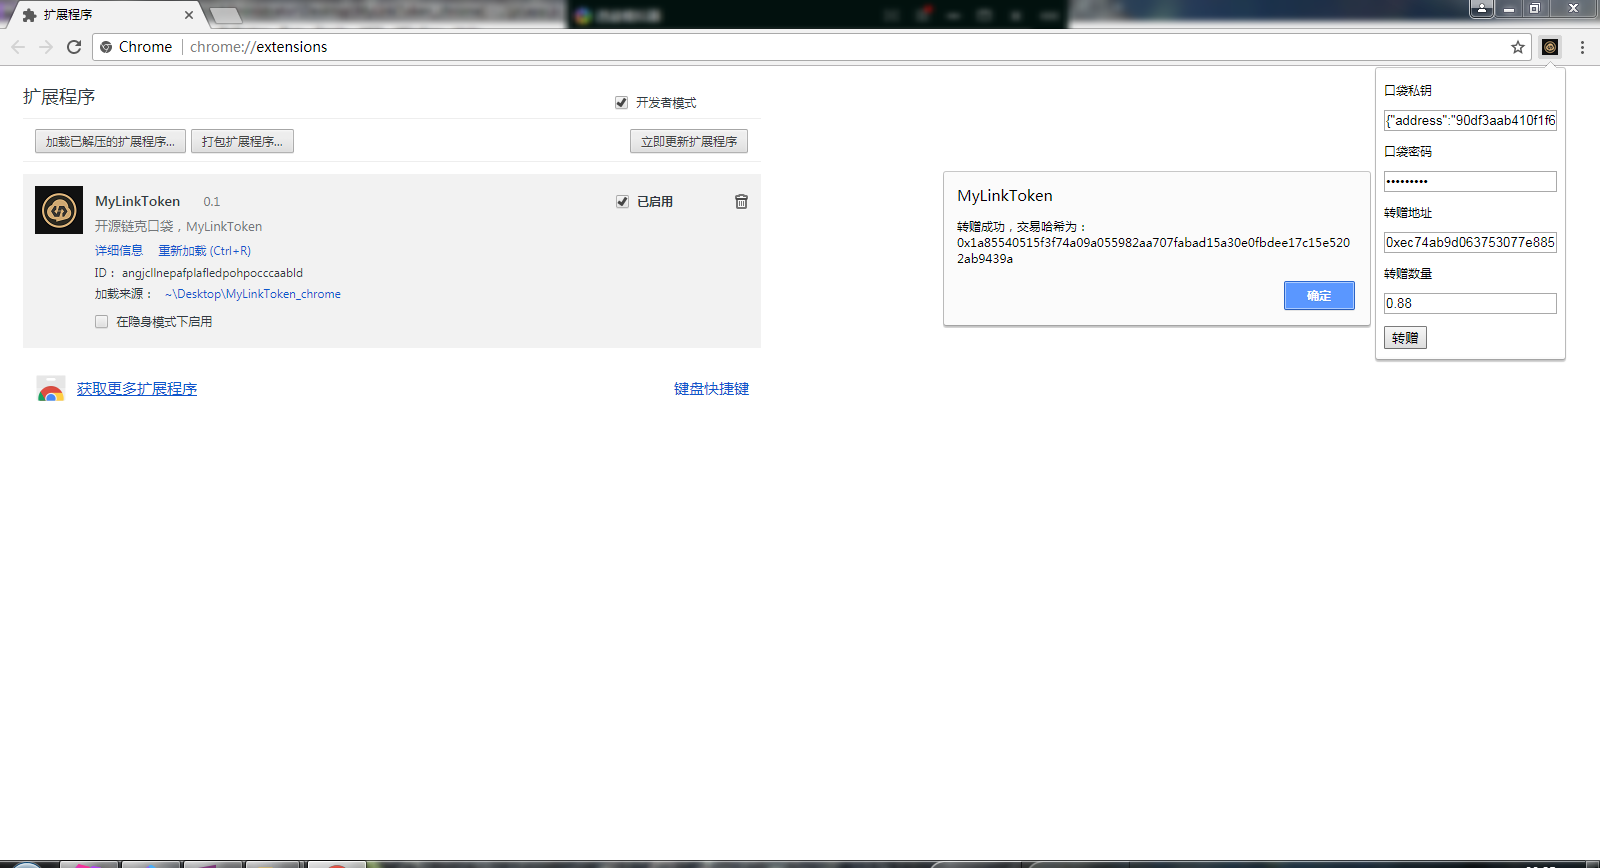 扩展程序
Chrome
chrome://extensions
扩展程序
开发者模式
加载已解压的扩展程序...
打包扩展程序...
立即更新扩展程序
MyLinkToken
0.1
已启用
开源链克口袋，MyLinkToken
详细信息
重新加载 (Ctrl+R)
ID： angjcllnepafplafledpohpocccaabld
加载来源： ~\Desktop\MyLinkToken_chrome
在隐身模式下启用
获取更多扩展程序
键盘快捷键
MyLinkToken
转赠成功，交易哈希为：
0x1a85540515f3f74a09a055982aa707fabad15a30e0fbdee17c15e520
2ab9439a
确定
口袋私钥
{"address":"90df3aab410f1f6
口袋密码
•••••••••
转赠地址
0xec74ab9d063753077e885
转赠数量
0.88
转赠